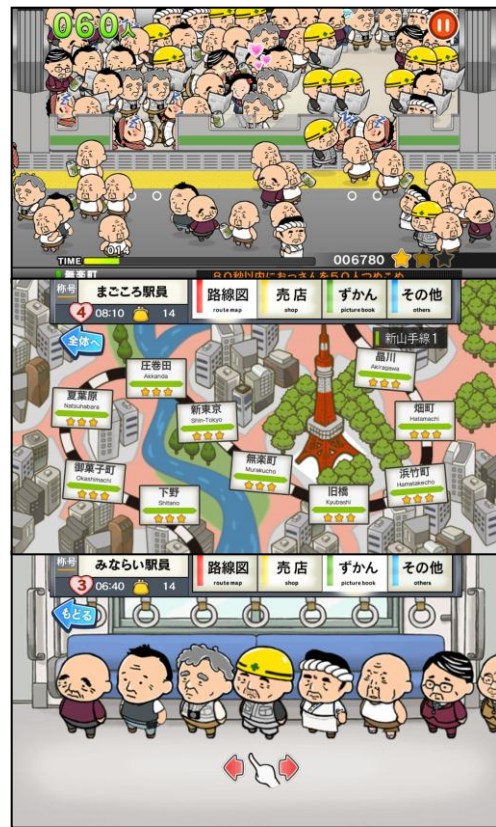 060人
TIME
014
006780
無楽町
80秒以内におっさんを50人つめこめ
称号
まごころ駅員
4
08:10
14
路線図
route map
売店
shop
ずかん
picture book
その他
others
全体へ
新山手線1
圧巻田
Akkanda
夏葉原
Natsuhabara
新東京
Shin-Tokyo
無楽町
Murakucho
御菓子町
Okashimachi
下野
Shitano
旧橋
Kyubashi
晶川
Akiragawa
畑町
Hatamachi
浜竹町
Hamatakecho
称号
みならい駅員
3
06:40
14
路線図
route map
売店
shop
ずかん
picture book
その他
others
もどる